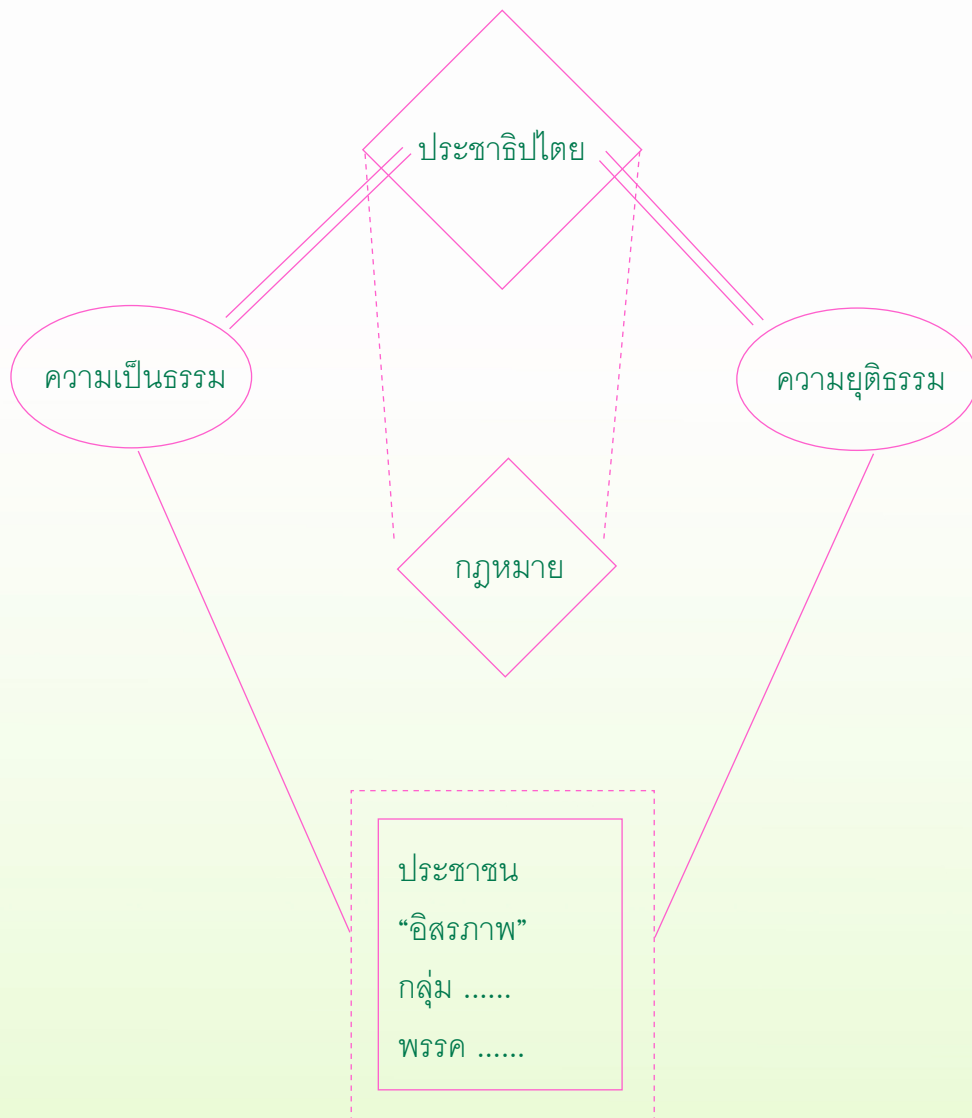 ประชาธิปไตย
ความเป็นธรรม
ความยุติธรรม
กฎหมาย
ประชาชน
“อิสรภาพ”
กลุ่ม ......
พรรค ......